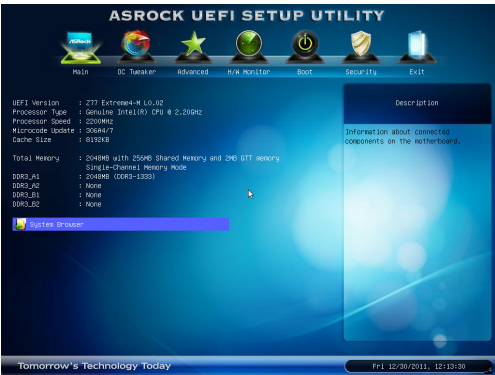 ASROCK UEFI SETUP UTILITY
ASRock
Main OC Tweaker Advanced H/W Monitor Boot Security Exit
UEFI Version : Z77 Extreme4-M L0.02
Processor Type : Genuine Intel(R) CPU @ 2.20GHz
Processor Speed : 2200MHz
Microcode Update : 306A4/7
Cache Size : 8192KB
Total Memory : 2048MB with 256MB Shared Memory and 2MB GTT memory
Single-Channel Memory Mode
DDR3_A1 : 2048MB (DDR3-1333)
DDR3_A2 : None
DDR3_B1 : None
DDR3_B2 : None
System Browser
Description
Information about connected
components on the motherboard.
Tomorrow's Technology Today
Fri 12/30/2011, 12:13:30